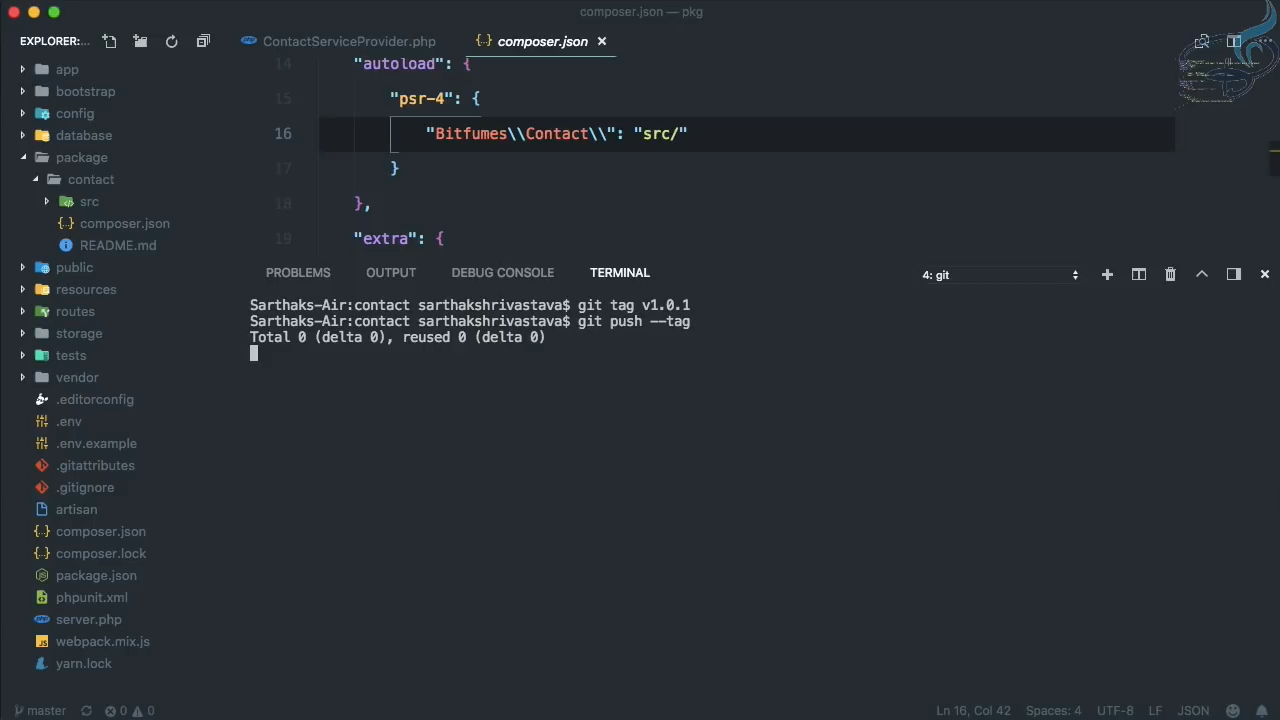 composer.json — pkg
EXPLORER:...
ContactServiceProvider.php
composer.json
app
bootstrap
config
database
package
contact
src
composer.json
README.md
public
resources
routes
storage
tests
vendor
.editorconfig
.env
.env.example
.gitattributes
.gitignore
artisan
composer.json
composer.lock
package.json
phpunit.xml
server.php
webpack.mix.js
yarn.lock
14 "autoload": {
15 "psr-4": {
16 "Bitfumes\\Contact\\": "src/"
17 }
18 },
19 "extra": {
PROBLEMS OUTPUT DEBUG CONSOLE TERMINAL 4: git
Sarthaks-Air:contact sarthakshrivastava$ git tag v1.0.1
Sarthaks-Air:contact sarthakshrivastava$ git push --tag
Total 0 (delta 0), reused 0 (delta 0)
master 0 0 Ln 16, Col 42 Spaces: 4 UTF-8 LF JSON